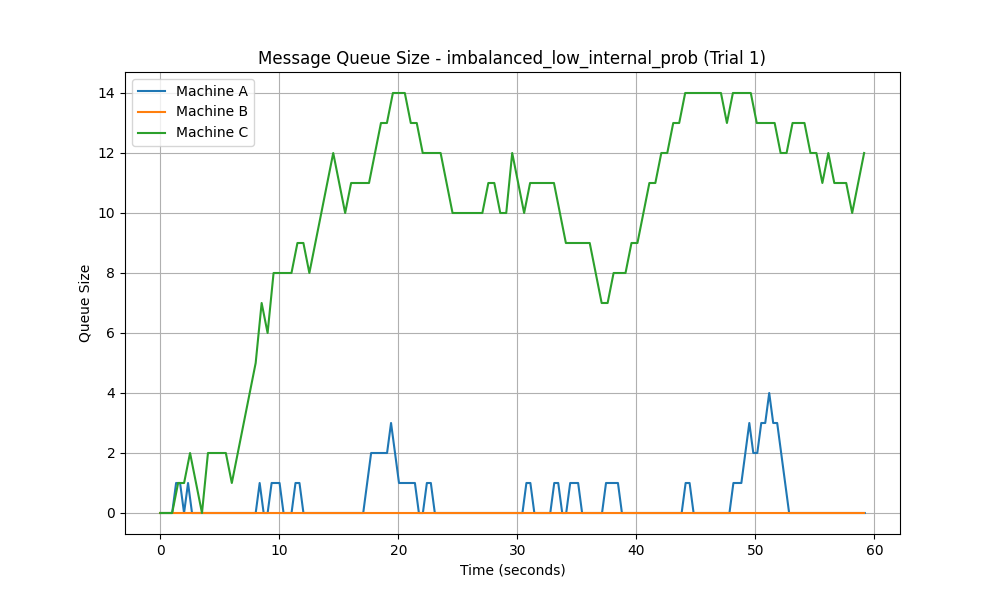 Message Queue Size - imbalanced_low_internal_prob (Trial 1)
Machine A
Machine B
Machine C
14
12
10
8
6
4
2
0
Queue Size
0 10 20 30 40 50 60
Time (seconds)